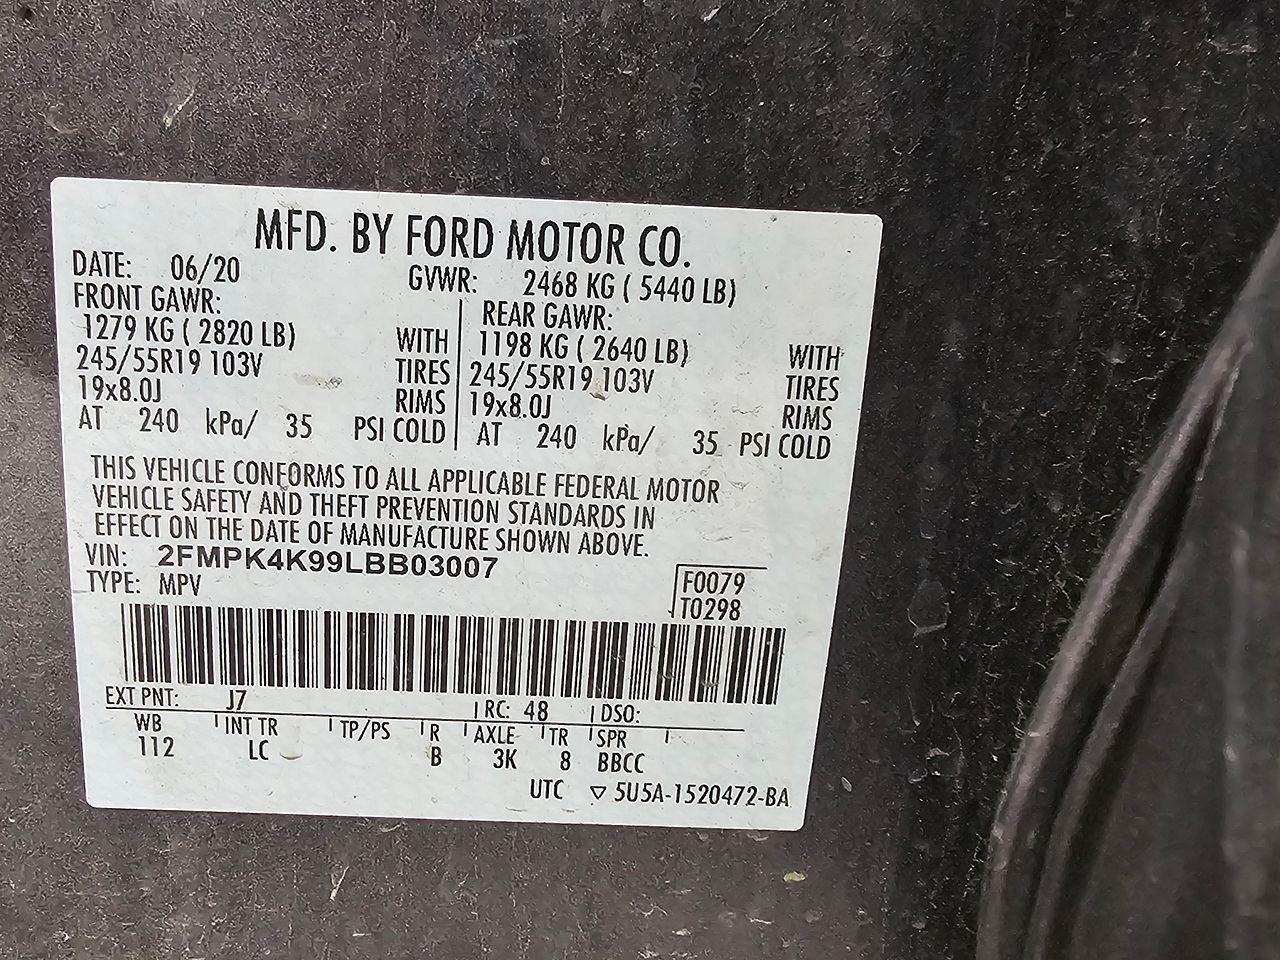 MFD. BY FORD MOTOR CO.
DATE: 06/20 GVWR: 2468 KG ( 5440 LB)
FRONT GAWR: REAR GAWR:
1279 KG ( 2820 LB) WITH 1198 KG ( 2640 LB) WITH
245/55R19 103V TIRES 245/55R19 103V TIRES
19x8.0J RIMS 19x8.0J RIMS
AT 240 kPa/ 35 PSI COLD AT 240 kPa/ 35 PSI COLD
THIS VEHICLE CONFORMS TO ALL APPLICABLE FEDERAL MOTOR
VEHICLE SAFETY AND THEFT PREVENTION STANDARDS IN
EFFECT ON THE DATE OF MANUFACTURE SHOWN ABOVE.
VIN: 2FMPK4K99LBB03007
TYPE: MPV F0079
T0298
EXT PNT: J7 RC: 48 DSO:
WB INT TR TP/PS R AXLE TR SPR
112 LC B 3K 8 BBCC
UTC ▽ 5U5A-1520472-BA